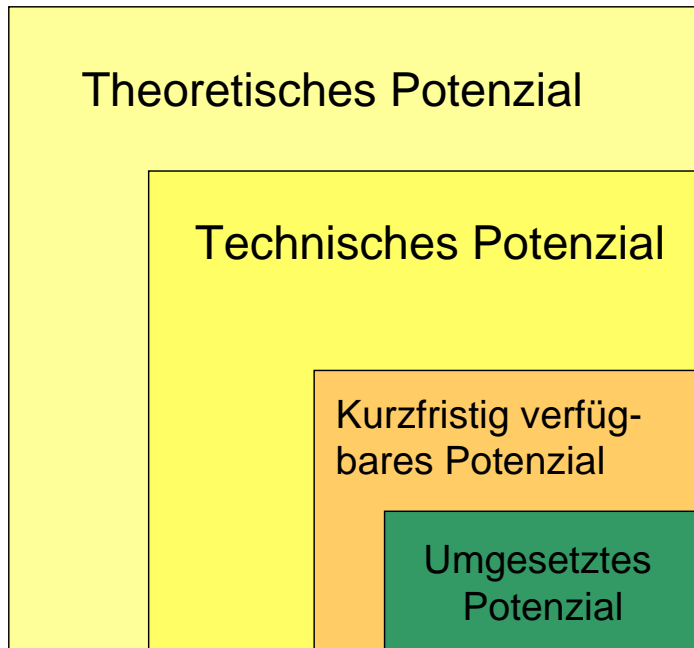 Theoretisches Potenzial
Technisches Potenzial
Kurzfristig verfüg-
bares Potenzial
Umgesetztes
Potenzial